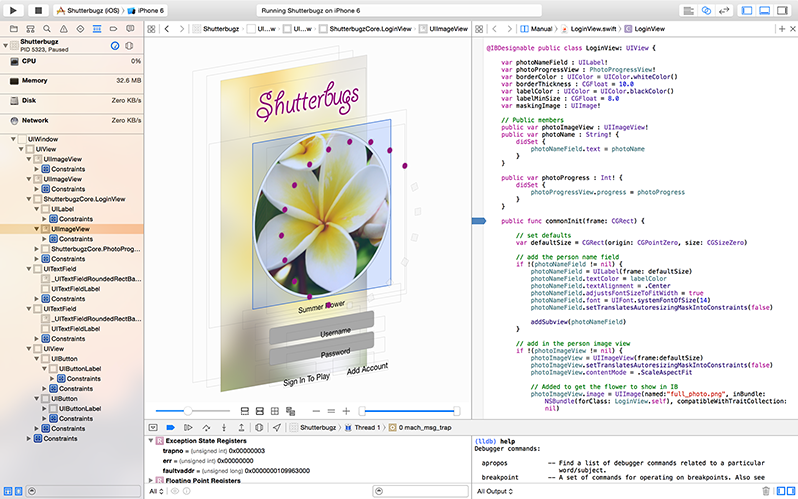 Shutterbugz (iOS) iPhone 6
Running Shutterbugz on iPhone 6
Shutterbugz
PID 5323, Paused
CPU 0%
Memory 32.6 MB
Disk Zero KB/s
Network Zero KB/s
UIWindow
UIView
UIImageView
Constraints
UIImageView
Constraints
ShutterbugzCore.LoginView
UILabel
Constraints
UIImageView
Constraints
ShutterbugzCore.PhotoProg...
Constraints
UITextField
_UITextFieldRoundedRectBa...
UITextFieldLabel
Constraints
UITextField
_UITextFieldRoundedRectBa...
UITextFieldLabel
Constraints
UIView
UIButton
UIButtonLabel
Constraints
UIButton
UIButtonLabel
Constraints
Constraints
Shutterbugz U...w U...w ShutterbugzCore.LoginView UIImageView
Shutterbugs
Summer Flower
Username
Password
Sign In To Play Add Account
Manual LoginView.swift LoginView
@IBDesignable public class LoginView: UIView {
var photoNameField : UILabel!
var photoProgressView : PhotoProgressView!
var borderColor : UIColor = UIColor.whiteColor()
var borderThickness : CGFloat = 10.0
var labelColor : UIColor = UIColor.blackColor()
var labelMinSize : CGFloat = 8.0
var maskingImage : UIImage!
// Public members
public var photoImageView : UIImageView!
public var photoName : String! {
didSet {
photoNameField.text = photoName
}
}
public var photoProgress : Int! {
didSet {
photoProgressView.progress = photoProgress
}
}
public func commonInit(frame: CGRect) {
// set defaults
var defaultSize = CGRect(origin: CGPointZero, size: CGSizeZero)
// add the person name field
if !(photoNameField != nil) {
photoNameField = UILabel(frame: defaultSize)
photoNameField.textColor = labelColor
photoNameField.textAlignment = .Center
photoNameField.adjustsFontSizeToFitWidth = true
photoNameField.font = UIFont.systemFontOfSize(14)
photoNameField.setTranslatesAutoresizingMaskIntoConstraints(false)
addSubview(photoNameField)
}
// add in the person image view
if !(photoImageView != nil) {
photoImageView = UIImageView(frame:defaultSize)
photoImageView.setTranslatesAutoresizingMaskIntoConstraints(false)
photoImageView.contentMode = .ScaleAspectFit
// Added to get the flower to show in IB
photoImageView.image = UIImage(named:"full_photo.png", inBundle:
NSBundle(forClass: LoginView.self), compatibleWithTraitCollection:
nil)
Shutterbugz Thread 1 0 mach_msg_trap
Exception State Registers
trapno = (unsigned int) 0x00000003
err = (unsigned int) 0x00000000
faultvaddr = (unsigned long) 0x0000000109963000
Floating Point Registers
All
(lldb) help
Debugger commands:
apropos -- Find a list of debugger commands related to a particular
word/subject.
breakpoint -- A set of commands for operating on breakpoints. Also see
All Output